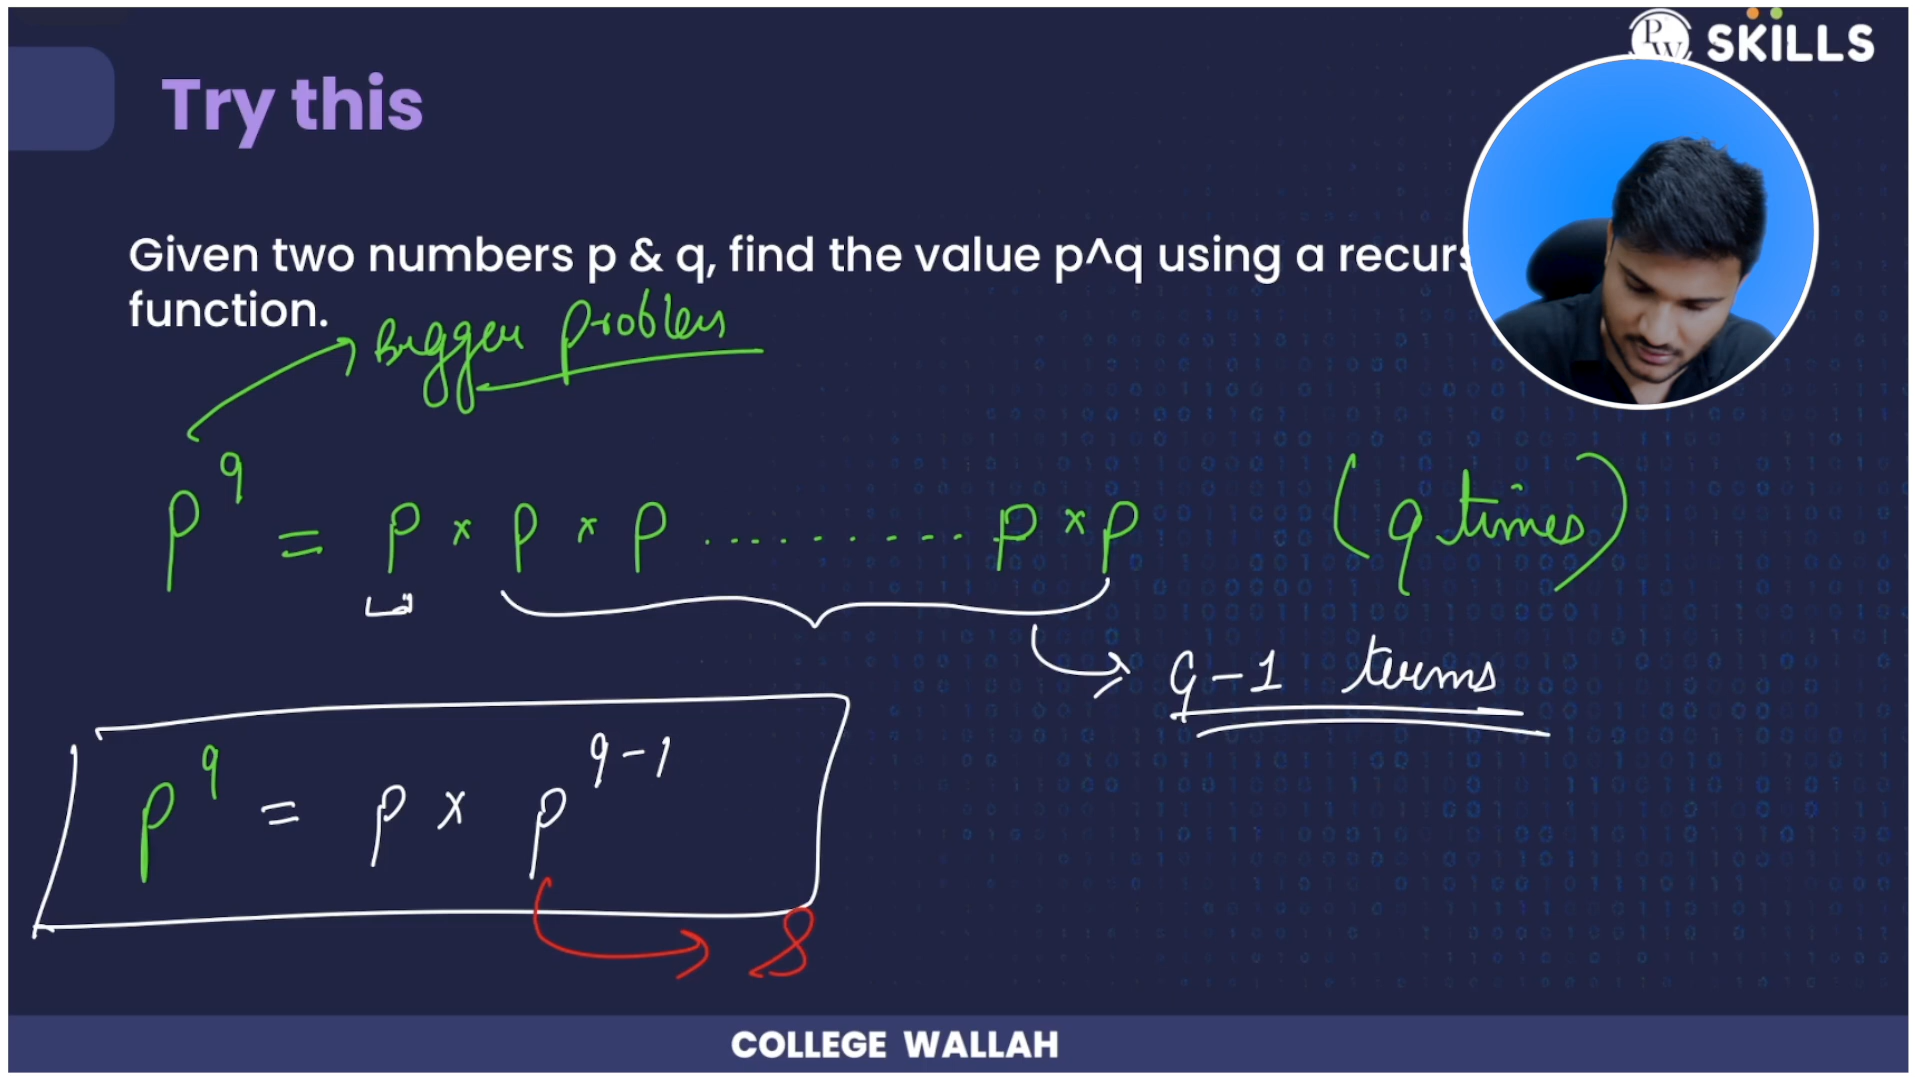 PW SKILLS
Try this
Given two numbers p & q, find the value p^q using a recurs
function.
Bigger problem
p^q = p × p × p .......... p × p (q times)
q-1 terms
p^q = p × p^q-1
S
COLLEGE WALLAH